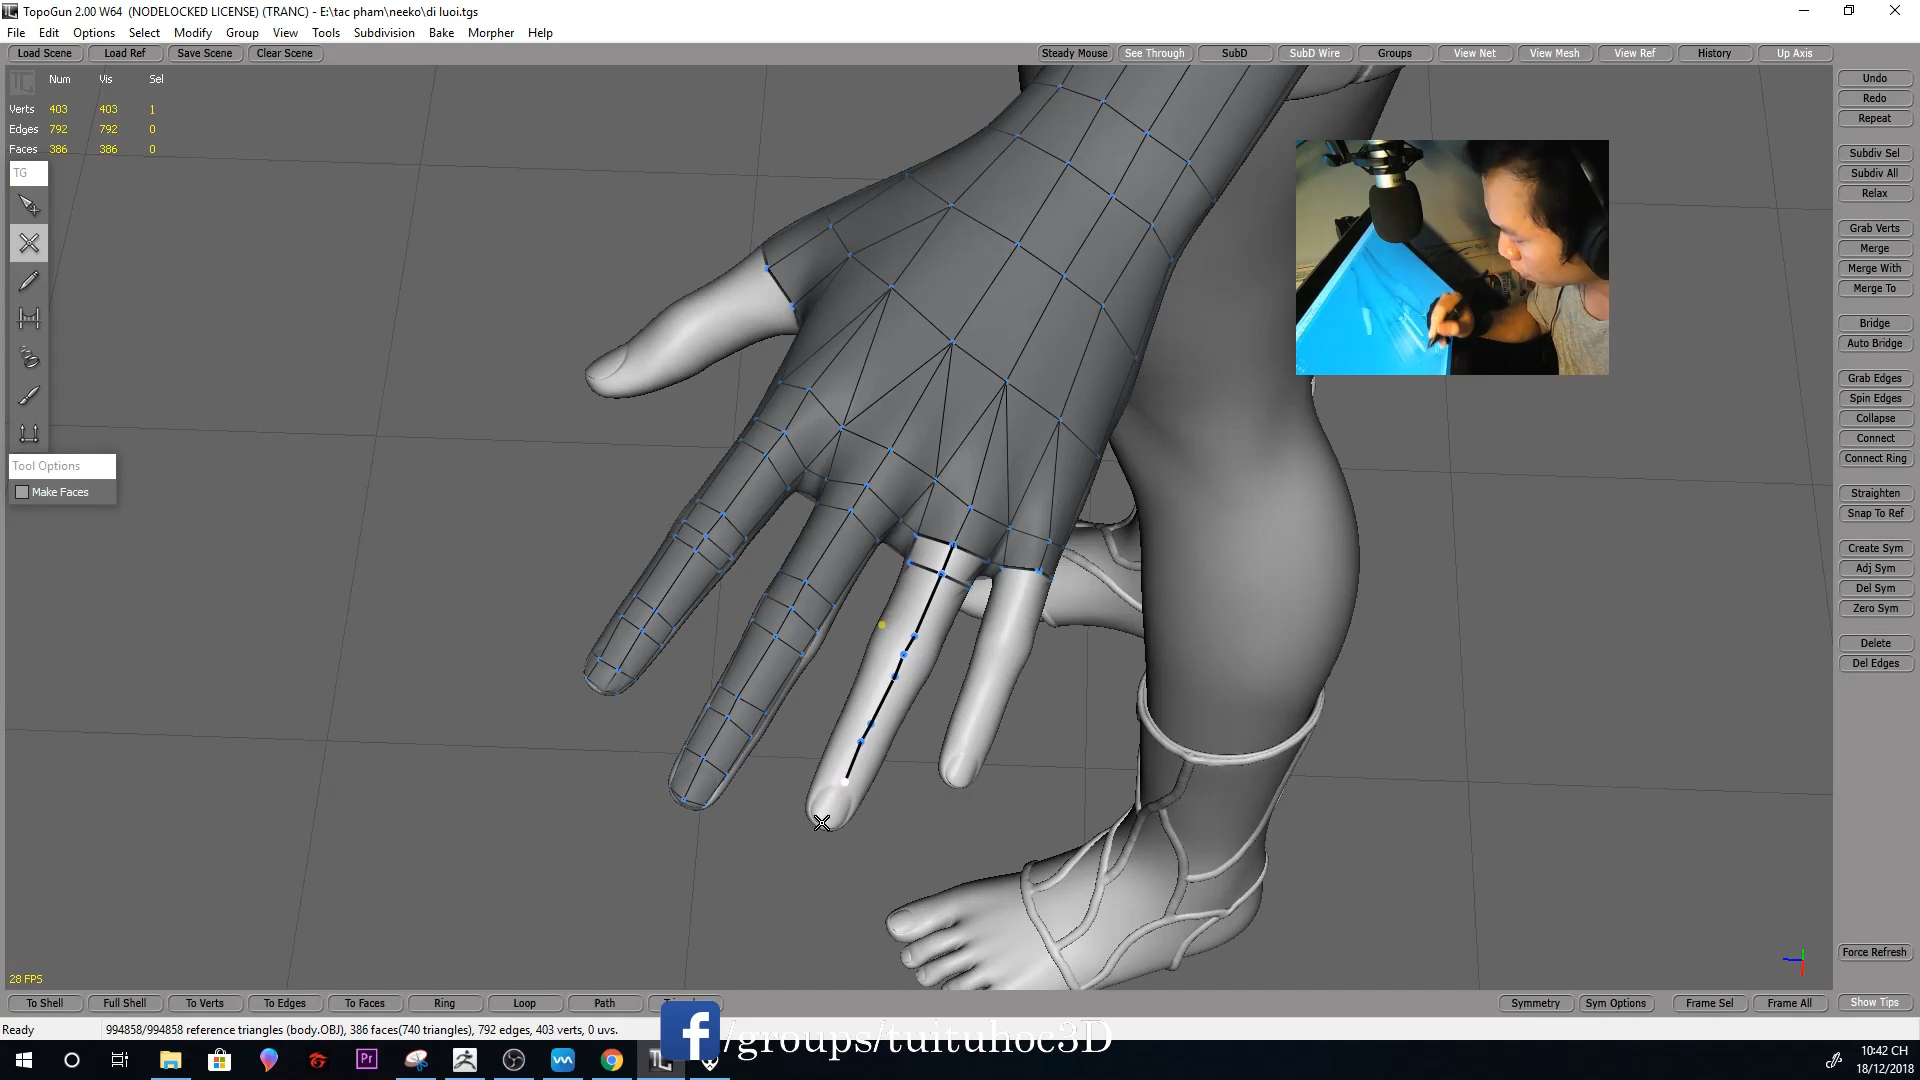 TopoGun 2.00 W64 (NODELOCKED LICENSE) (TRANC) - E:\tac pham\neeko\di luoi.tgs
File Edit Options Select Modify Group View Tools Subdivision Bake Morpher Help
Load Scene Load Ref Save Scene Clear Scene Steady Mouse See Through SubD SubD Wire Groups View Net View Mesh View Ref History Up Axis
Num Vis Sel
Verts 403 403 1
Edges 792 792 0
Faces 386 386 0
TG
Tool Options
Make Faces
Undo
Redo
Repeat
Subdiv Sel
Subdiv All
Relax
Grab Verts
Merge
Merge With
Merge To
Bridge
Auto Bridge
Grab Edges
Spin Edges
Collapse
Connect
Connect Ring
Straighten
Snap To Ref
Create Sym
Adj Sym
Del Sym
Zero Sym
Delete
Del Edges
Force Refresh
28 FPS
To Shell Full Shell To Verts To Edges To Faces Ring Loop Path Symmetry Sym Options Frame Sel Frame All Show Tips
Ready 994858/994858 reference triangles (body.OBJ), 386 faces(740 triangles), 792 edges, 403 verts, 0 uvs.
/groups/tuituhoc3D
10:42 CH
18/12/2018